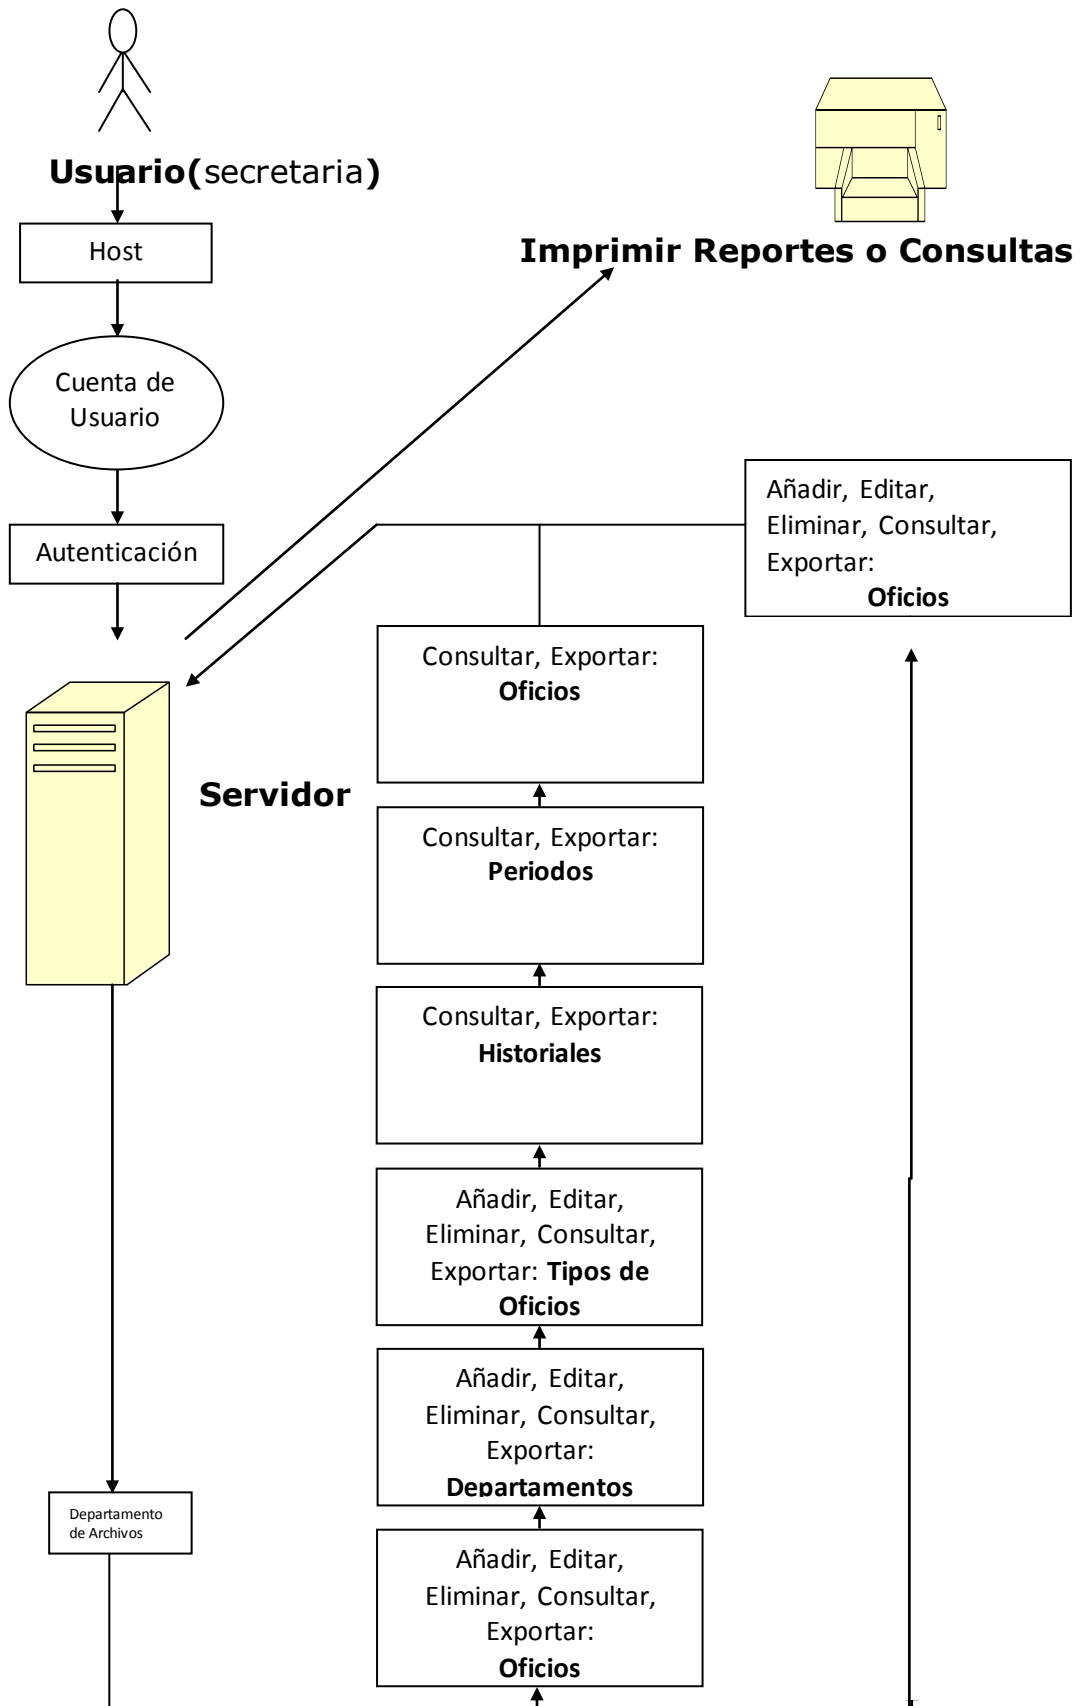 Usuario(secretaria)
Host
Cuenta de
Usuario
Autenticación
Servidor
Departamento
de Archivos
Imprimir Reportes o Consultas
Añadir, Editar,
Eliminar, Consultar,
Exportar:
Oficios
Consultar, Exportar:
Oficios
Consultar, Exportar:
Periodos
Consultar, Exportar:
Historiales
Añadir, Editar,
Eliminar, Consultar,
Exportar: Tipos de
Oficios
Añadir, Editar,
Eliminar, Consultar,
Exportar:
Departamentos
Añadir, Editar,
Eliminar, Consultar,
Exportar:
Oficios